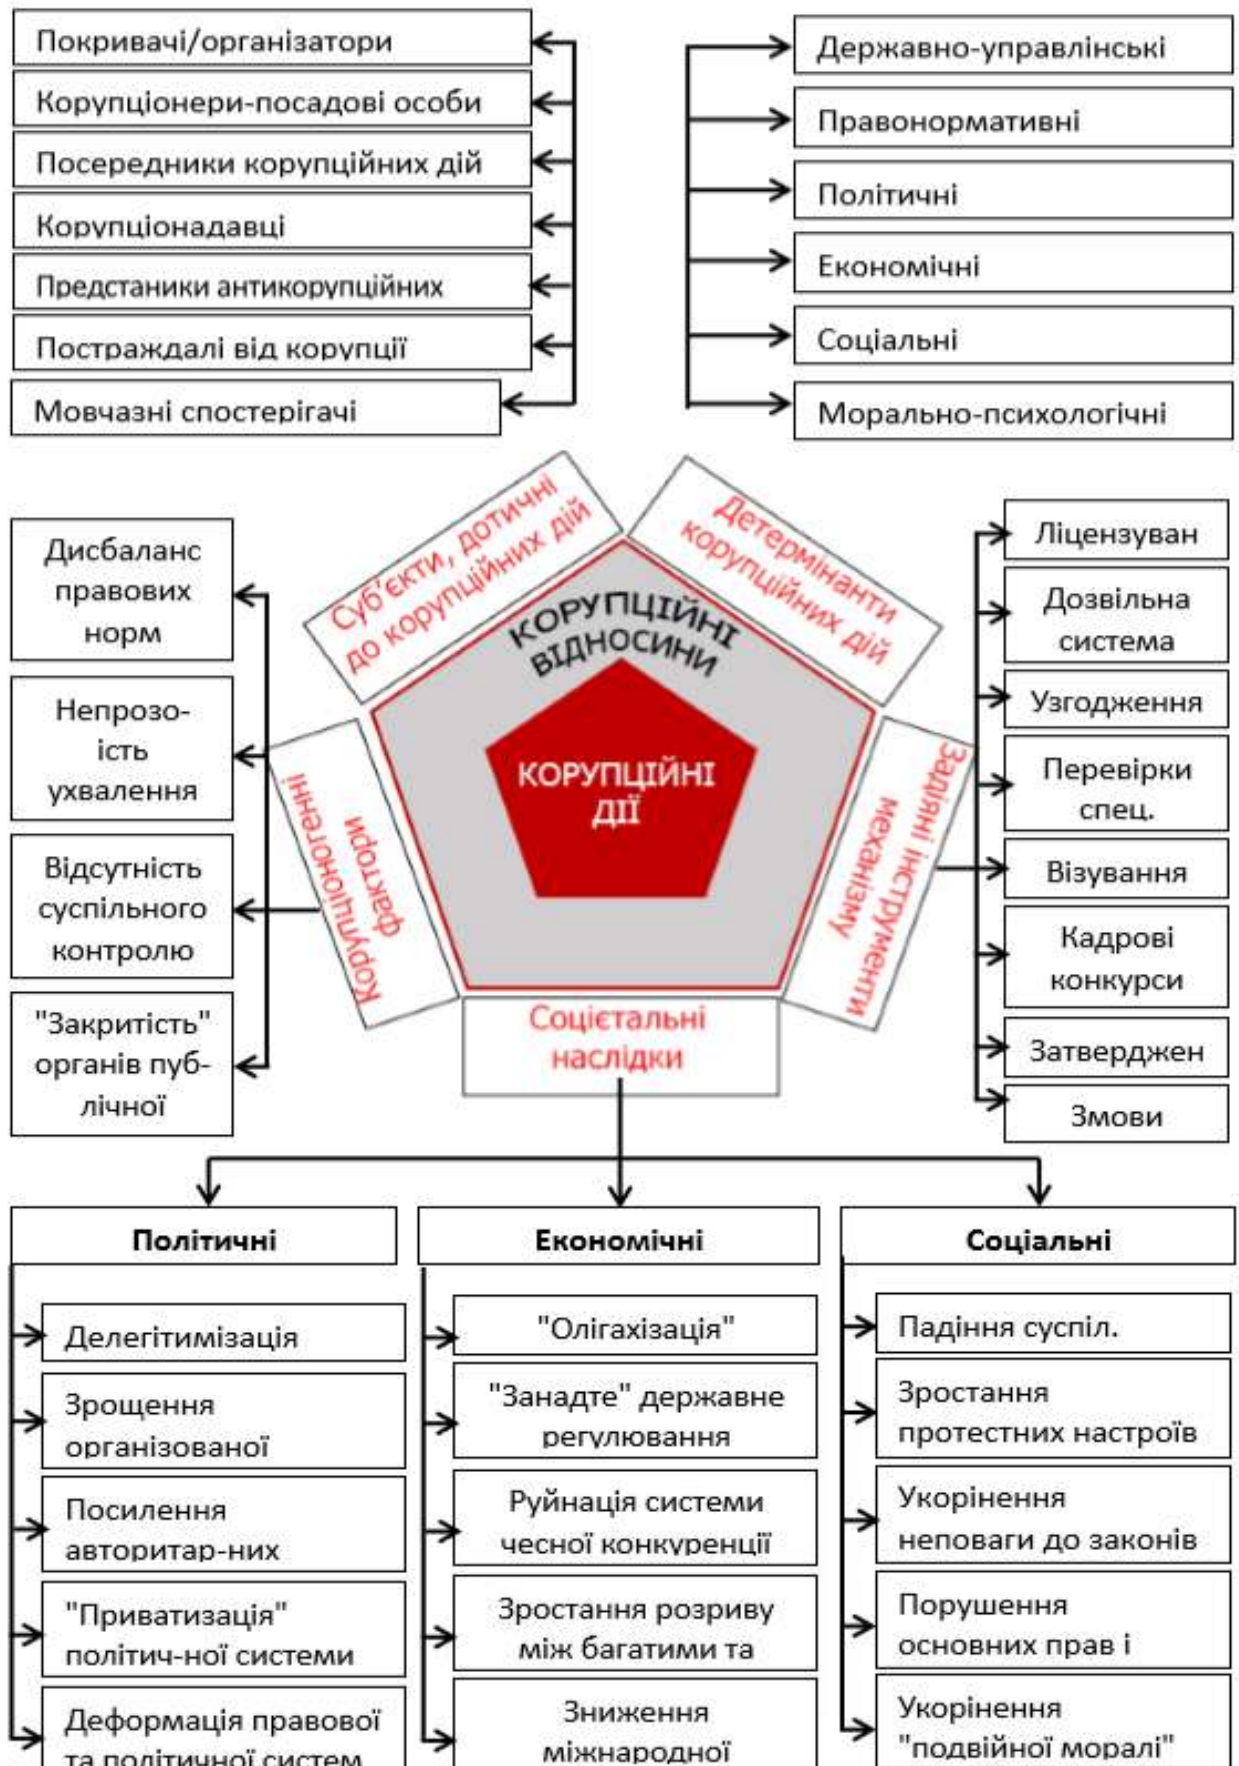 Покривачі/організатори
Корупціонери-посадові особи
Посередники корупційних дій
Корупціонадавці
Предстаники антикорупційних
Постраждалі від корупції
Мовчазні спостерігачі
Державно-управлінські
Правонормативні
Політичні
Економічні
Соціальні
Морально-психологічні
Суб'єкти, дотичні
до корупційних дій
Детермінанти
корупційних дій
КОРУПЦІЙНІ
ВІДНОСИНИ
КОРУПЦІЙНІ
ДІЇ
Корупціогенні
фактори
Задіяні інструменти
механізму
Соцієтальні
наслідки
Дисбаланс
правових
норм
Непрозо-
ість
ухвалення
Відсутність
суспільного
контролю
"Закритість"
органів пуб-
лічної
Ліцензуван
Дозвільна
система
Узгодження
Перевірки
спец.
Візування
Кадрові
конкурси
Затверджен
Змови
Політичні
Делегітимізація
Зрощення
організованої
Посилення
авторитар-них
"Приватизація"
політич-ної системи
Деформація правової
та політичної систем
Економічні
"Олігахізація"
"Занадте" державне
регулювання
Руйнація системи
чесної конкуренції
Зростання розриву
між багатими та
Зниження
міжнародної
Соціальні
Падіння суспіл.
Зростання
протестних настроїв
Укорінення
неповаги до законів
Порушення
основних прав і
Укорінення
"подвійної моралі"